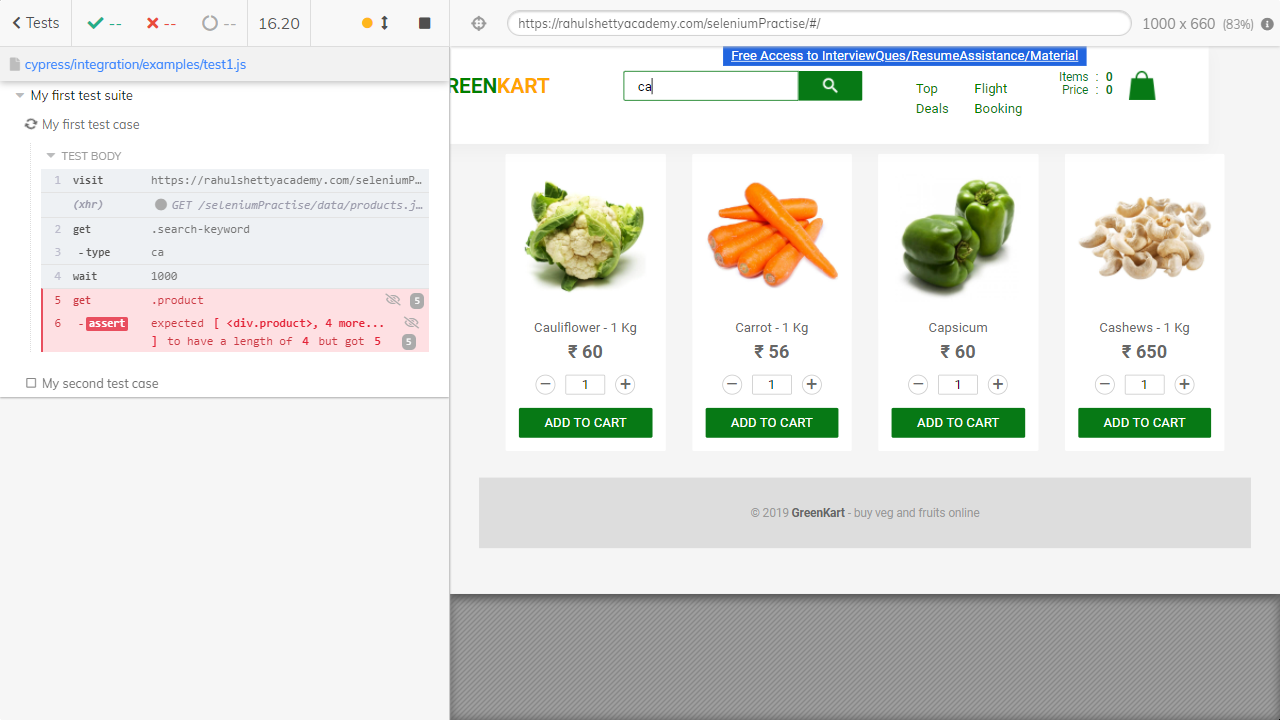 Tests
--
--
--
16.20
https://rahulshettyacademy.com/seleniumPractise/#/
1000 x 660 (83%)
cypress/integration/examples/test1.js
My first test suite
My first test case
TEST BODY
1 visit https://rahulshettyacademy.com/seleniumP...
(xhr) GET /seleniumPractise/data/products.j...
2 get .search-keyword
3 -type ca
4 wait 1000
5 get .product 5
6 -assert expected [ <div.product>, 4 more...
] to have a length of 4 but got 5 5
My second test case
Free Access to InterviewQues/ResumeAssistance/Material
REENKART
ca
Top
Deals
Flight
Booking
Items : 0
Price : 0
Cauliflower - 1 Kg
₹ 60
− 1 +
ADD TO CART
Carrot - 1 Kg
₹ 56
− 1 +
ADD TO CART
Capsicum
₹ 60
− 1 +
ADD TO CART
Cashews - 1 Kg
₹ 650
− 1 +
ADD TO CART
© 2019 GreenKart - buy veg and fruits online